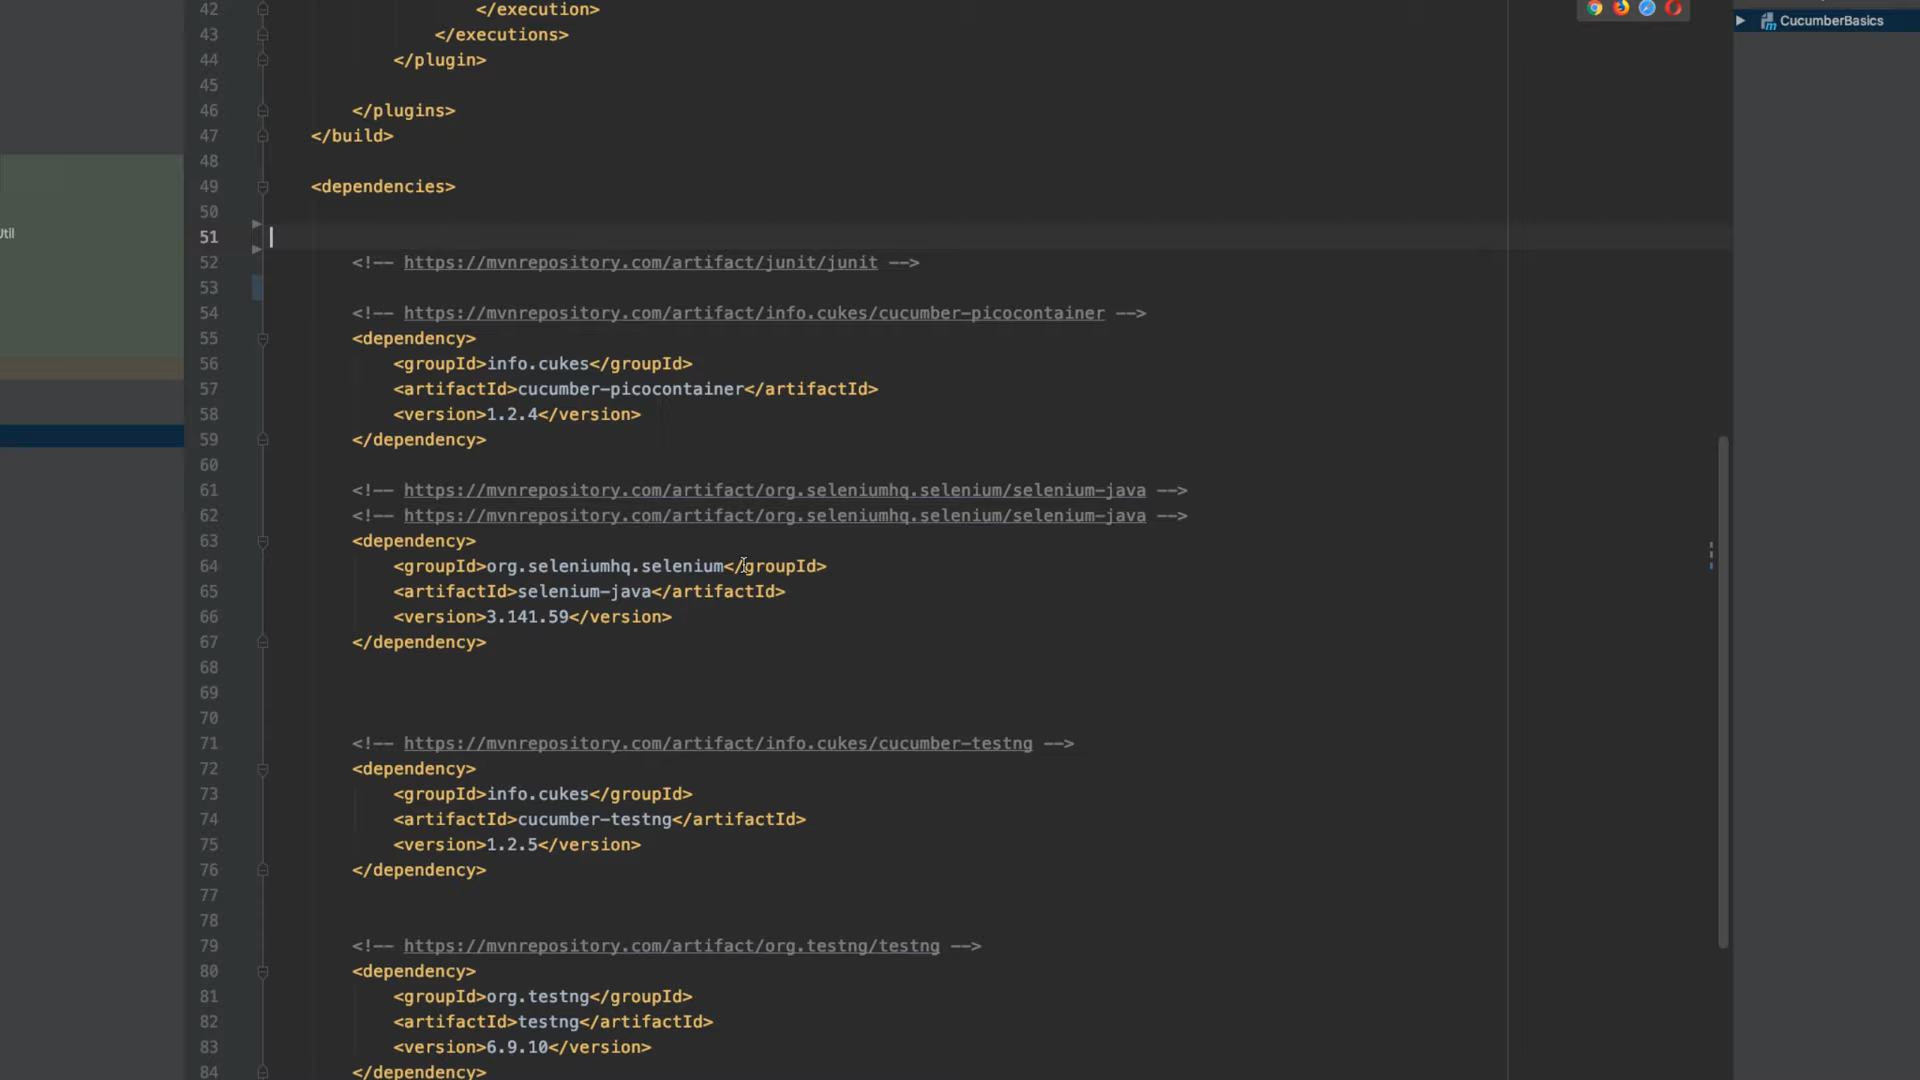 42 </execution>
43 </executions>
44 </plugin>
45
46 </plugins>
47 </build>
48
49 <dependencies>
50
51
52 <!-- https://mvnrepository.com/artifact/junit/junit -->
53
54 <!-- https://mvnrepository.com/artifact/info.cukes/cucumber-picocontainer -->
55 <dependency>
56 <groupId>info.cukes</groupId>
57 <artifactId>cucumber-picocontainer</artifactId>
58 <version>1.2.4</version>
59 </dependency>
60
61 <!-- https://mvnrepository.com/artifact/org.seleniumhq.selenium/selenium-java -->
62 <!-- https://mvnrepository.com/artifact/org.seleniumhq.selenium/selenium-java -->
63 <dependency>
64 <groupId>org.seleniumhq.selenium</groupId>
65 <artifactId>selenium-java</artifactId>
66 <version>3.141.59</version>
67 </dependency>
68
69
70
71 <!-- https://mvnrepository.com/artifact/info.cukes/cucumber-testng -->
72 <dependency>
73 <groupId>info.cukes</groupId>
74 <artifactId>cucumber-testng</artifactId>
75 <version>1.2.5</version>
76 </dependency>
77
78
79 <!-- https://mvnrepository.com/artifact/org.testng/testng -->
80 <dependency>
81 <groupId>org.testng</groupId>
82 <artifactId>testng</artifactId>
83 <version>6.9.10</version>
84 </dependency>
CucumberBasics